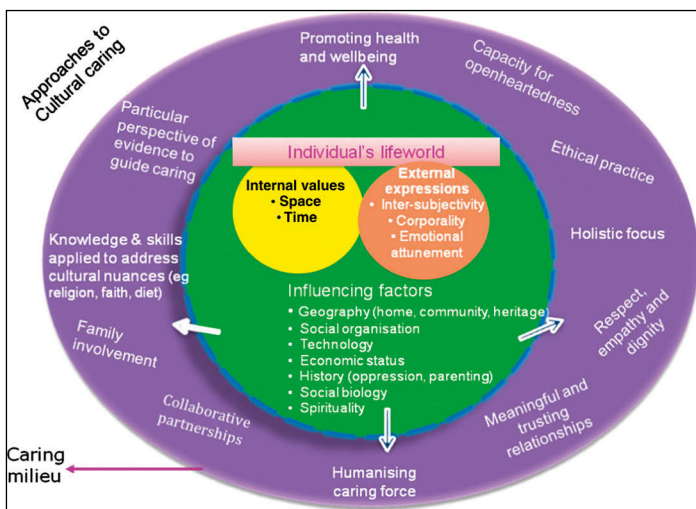 Approaches to
Cultural caring
Promoting health
and wellbeing
Capacity for
openheartedness
Particular
perspective of
evidence to
guide caring
Ethical practice
Individual's lifeworld
Internal values
• Space
• Time
External
expressions
• Inter-subjectivity
• Corporality
• Emotional
attunement
Holistic focus
Knowledge & skills
applied to address
cultural nuances (eg
religion, faith, diet)
Influencing factors
• Geography (home, community, heritage)
• Social organisation
• Technology
• Economic status
• History (oppression, parenting)
• Social biology
• Spirituality
Respect,
empathy and
dignity
Family
involvement
Collaborative
partnerships
Meaningful and
trusting
relationships
Caring
milieu
Humanising
caring force